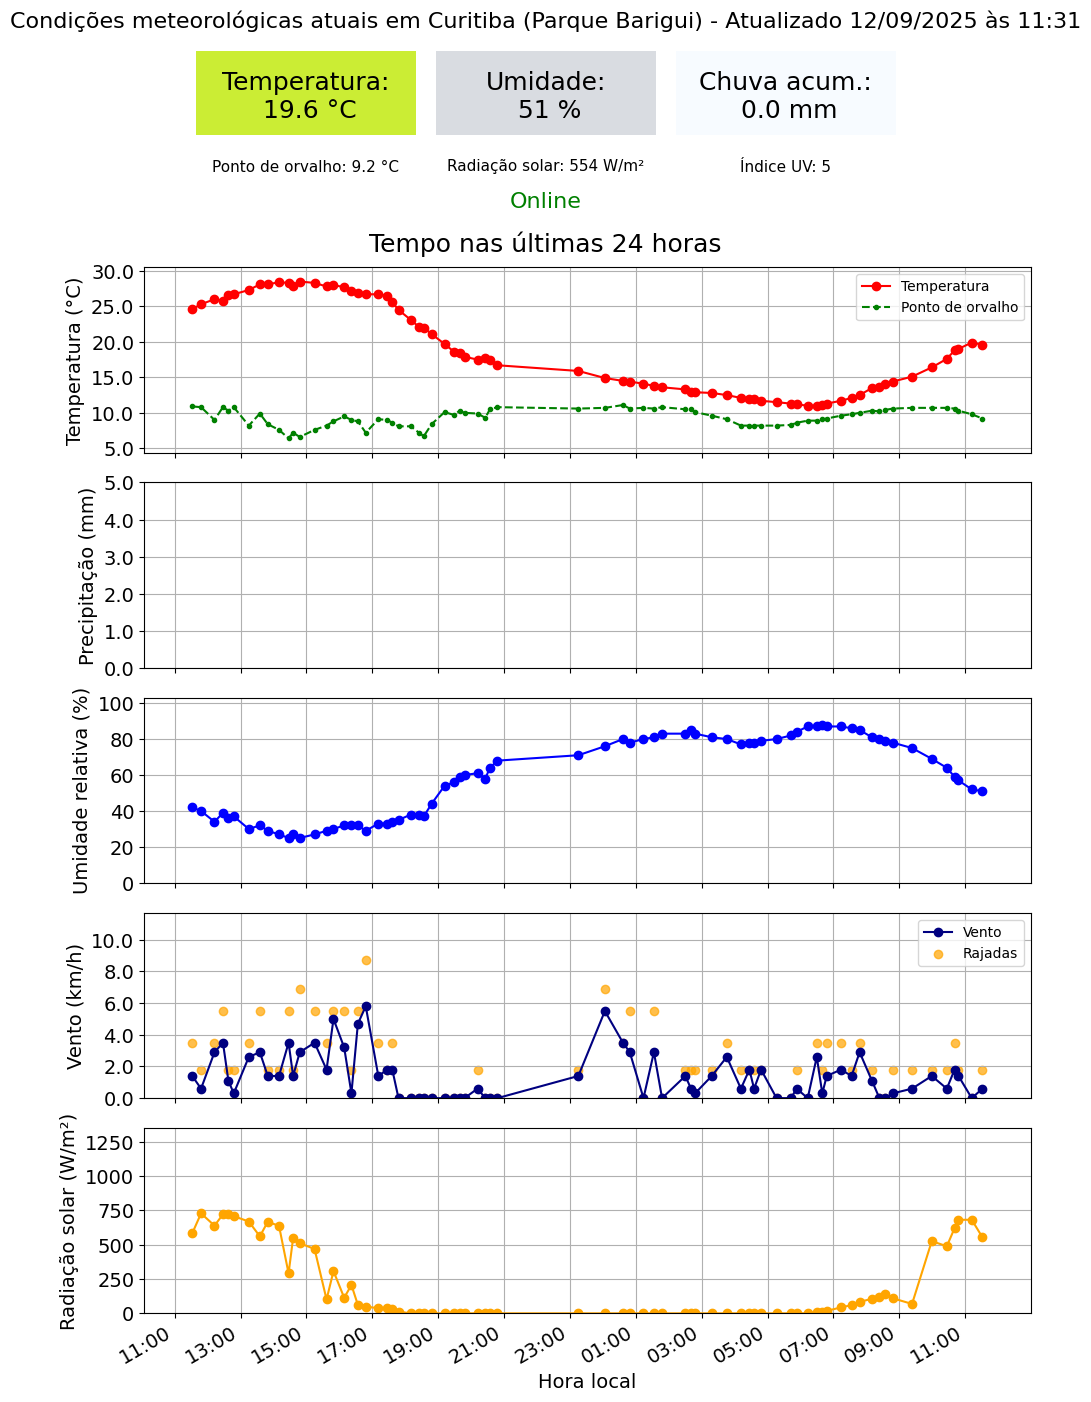 Condições meteorológicas atuais em Curitiba (Parque Barigui) - Atualizado 12/09/2025 às 11:31
Temperatura:
19.6 °C
Umidade:
51 %
Chuva acum.:
0.0 mm
Ponto de orvalho: 9.2 °C
Radiação solar: 554 W/m²
Índice UV: 5
Online
Tempo nas últimas 24 horas
Temperatura (°C)
30.0
25.0
20.0
15.0
10.0
5.0
Temperatura
Ponto de orvalho
Precipitação (mm)
5.0
4.0
3.0
2.0
1.0
0.0
Umidade relativa (%)
100
80
60
40
20
0
Vento (km/h)
10.0
8.0
6.0
4.0
2.0
0.0
Vento
Rajadas
Radiação solar (W/m²)
1250
1000
750
500
250
0
11:00
13:00
15:00
17:00
19:00
21:00
23:00
01:00
03:00
05:00
07:00
09:00
11:00
Hora local